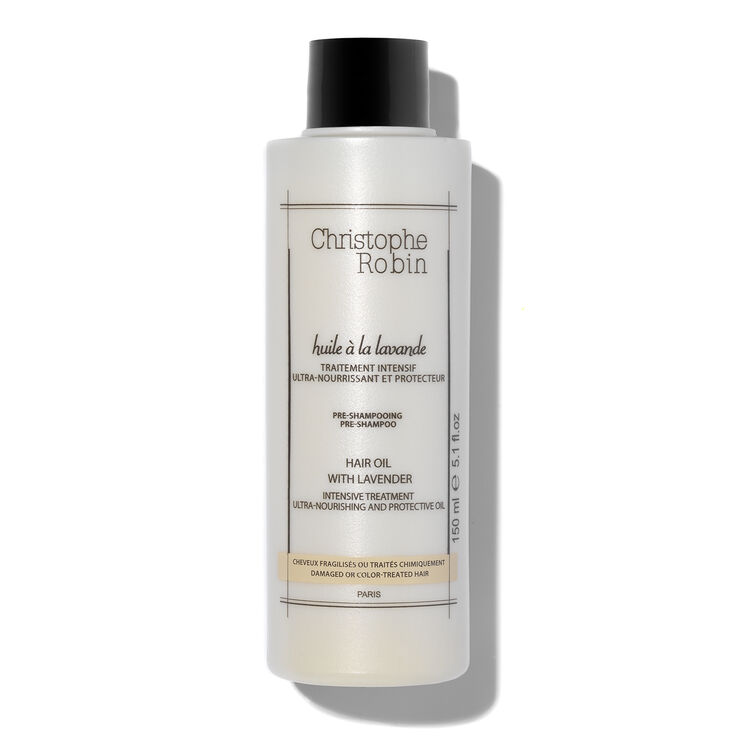 Christophe
Robin
huile à la lavande
TRAITEMENT INTENSIF
ULTRA-NOURRISSANT ET PROTECTEUR
PRE-SHAMPOOING
PRE-SHAMPOO
HAIR OIL
WITH LAVENDER
INTENSIVE TREATMENT
ULTRA-NOURISHING AND PROTECTIVE OIL
150 ml ℮ 5.1 fl.oz
CHEVEUX FRAGILISÉS OU TRAITÉS CHIMIQUEMENT
DAMAGED OR COLOR-TREATED HAIR
PARIS